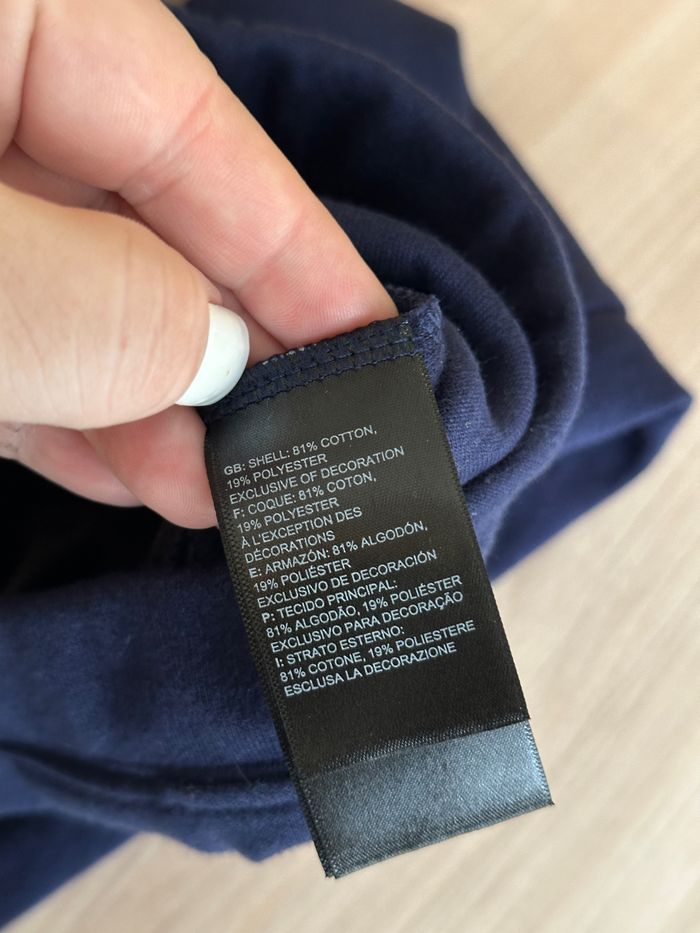 GB: SHELL: 81% COTTON,
19% POLYESTER
EXCLUSIVE OF DECORATION
F: COQUE: 81% COTON,
19% POLYESTER
À L'EXCEPTION DES
DÉCORATIONS
E: ARMAZÓN: 81% ALGODÓN,
19% POLIÉSTER
EXCLUSIVO DE DECORACIÓN
P: TECIDO PRINCIPAL:
81% ALGODÃO, 19% POLIÉSTER
EXCLUSIVO PARA DECORAÇÃO
I: STRATO ESTERNO:
81% COTONE, 19% POLIESTERE
ESCLUSA LA DECORAZIONE